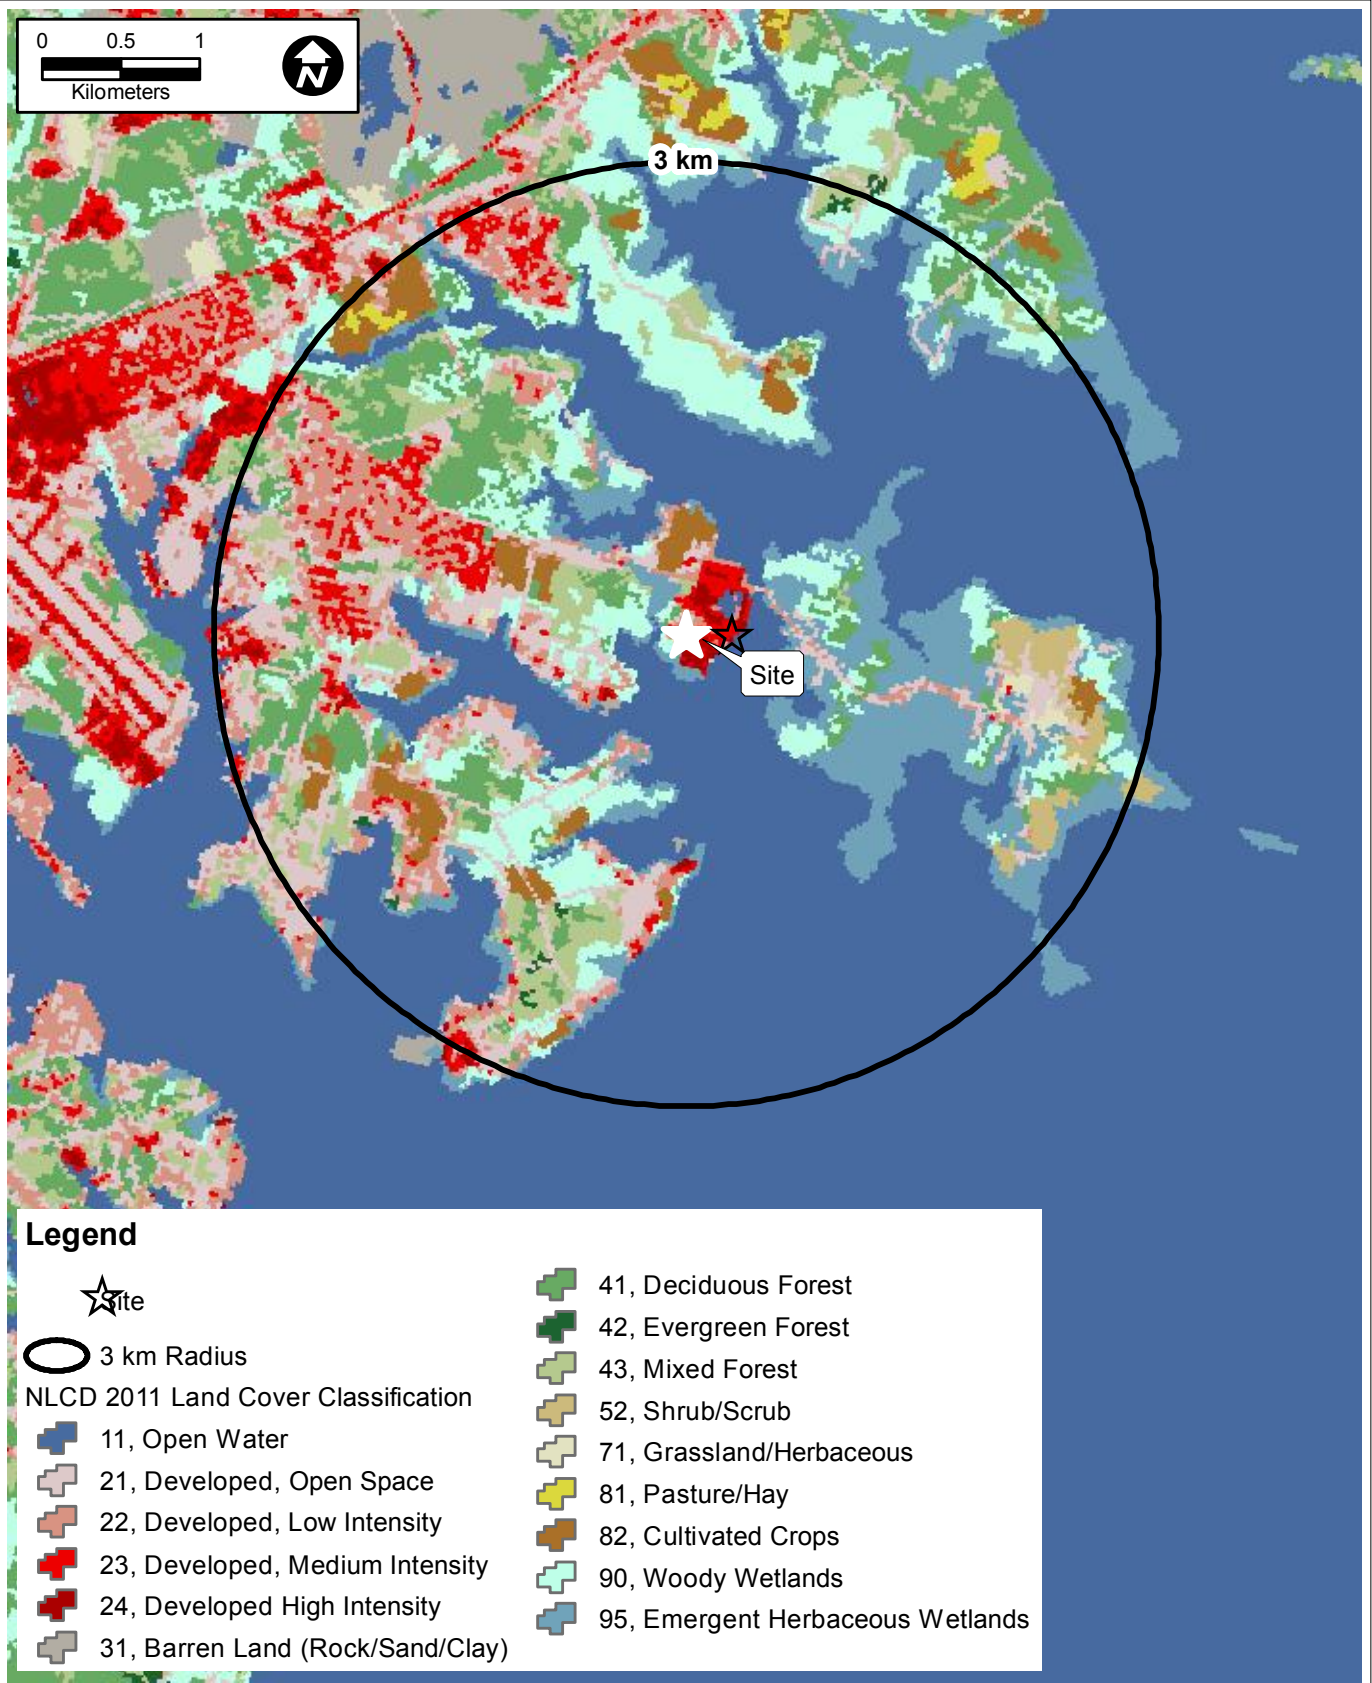 0 0.5 1
Kilometers
N
3 km
Site
Legend
Site
3 km Radius
NLCD 2011 Land Cover Classification
11, Open Water
21, Developed, Open Space
22, Developed, Low Intensity
23, Developed, Medium Intensity
24, Developed High Intensity
31, Barren Land (Rock/Sand/Clay)
41, Deciduous Forest
42, Evergreen Forest
43, Mixed Forest
52, Shrub/Scrub
71, Grassland/Herbaceous
81, Pasture/Hay
82, Cultivated Crops
90, Woody Wetlands
95, Emergent Herbaceous Wetlands